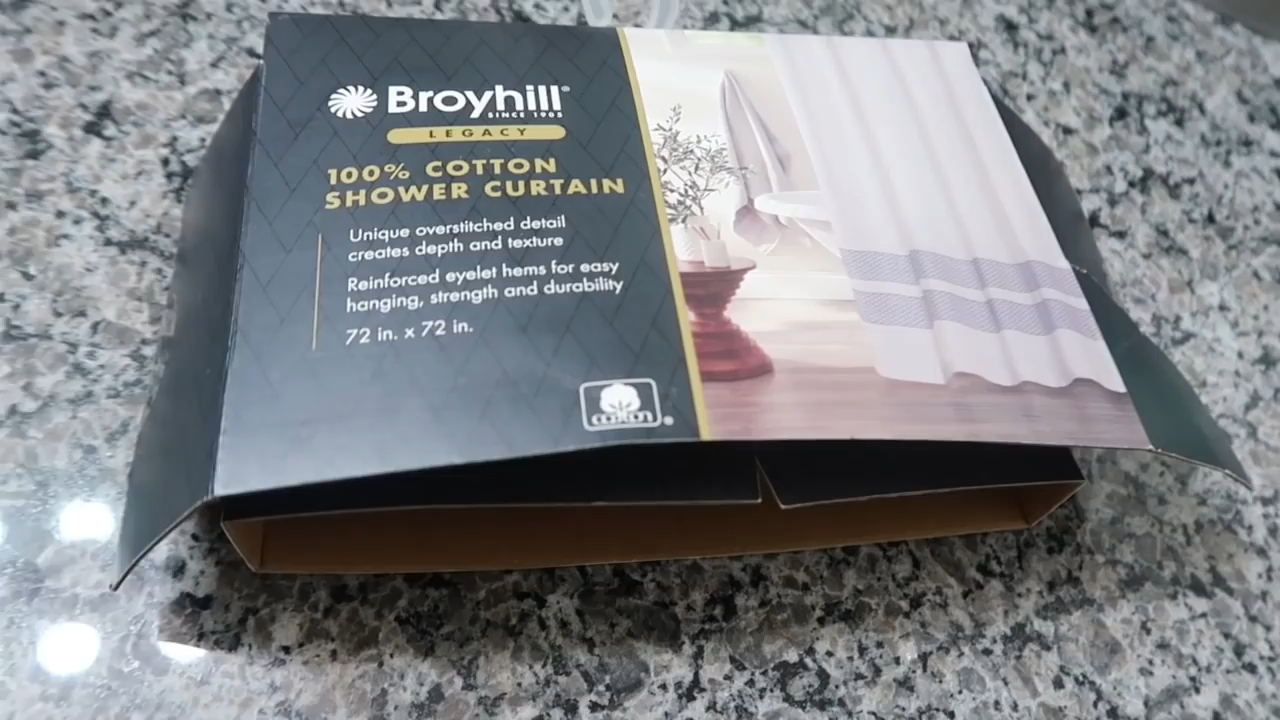 Broyhill®
SINCE 1905
LEGACY
100% COTTON
SHOWER CURTAIN
Unique overstitched detail
creates depth and texture
Reinforced eyelet hems for easy
hanging, strength and durability
72 in. x 72 in.
cotton®